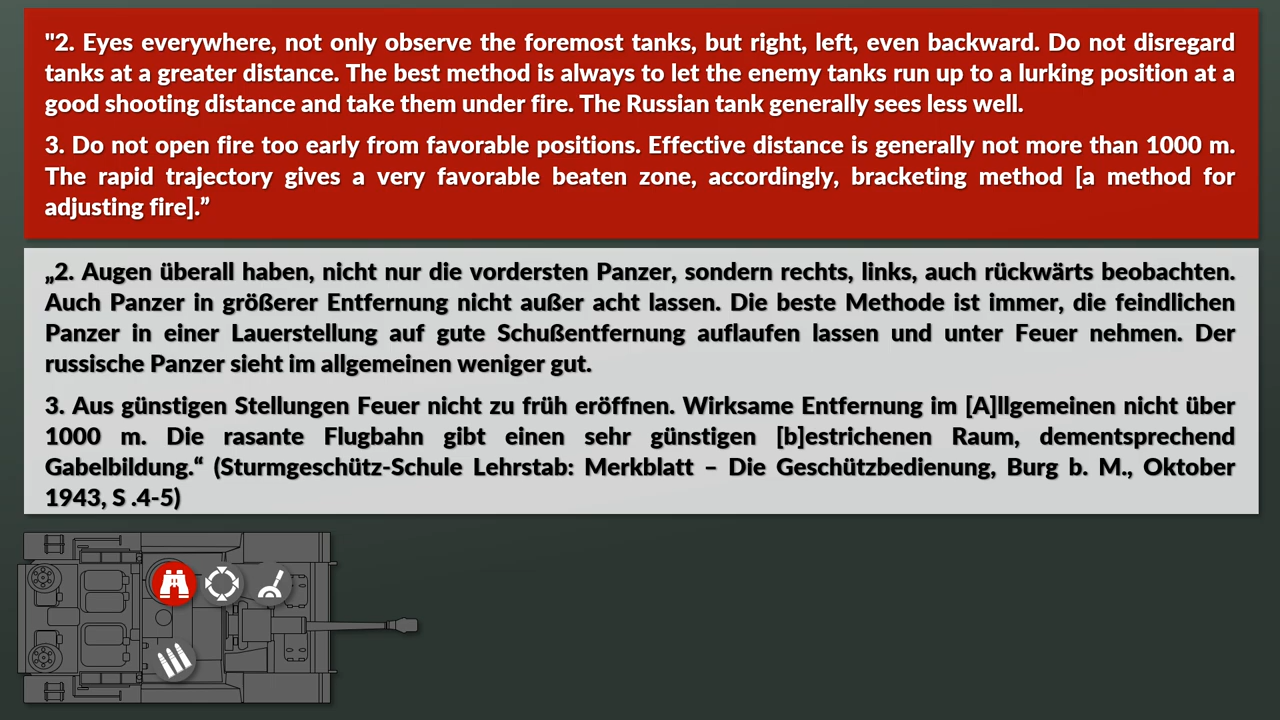 "2. Eyes everywhere, not only observe the foremost tanks, but right, left, even backward. Do not disregard
tanks at a greater distance. The best method is always to let the enemy tanks run up to a lurking position at a
good shooting distance and take them under fire. The Russian tank generally sees less well.
3. Do not open fire too early from favorable positions. Effective distance is generally not more than 1000 m.
The rapid trajectory gives a very favorable beaten zone, accordingly, bracketing method [a method for
adjusting fire].”
„2. Augen überall haben, nicht nur die vordersten Panzer, sondern rechts, links, auch rückwärts beobachten.
Auch Panzer in größerer Entfernung nicht außer acht lassen. Die beste Methode ist immer, die feindlichen
Panzer in einer Lauerstellung auf gute Schußentfernung auflaufen lassen und unter Feuer nehmen. Der
russische Panzer sieht im allgemeinen weniger gut.
3. Aus günstigen Stellungen Feuer nicht zu früh eröffnen. Wirksame Entfernung im [A]llgemeinen nicht über
1000 m. Die rasante Flugbahn gibt einen sehr günstigen [b]estrichenen Raum, dementsprechend
Gabelbildung.“ (Sturmgeschütz-Schule Lehrstab: Merkblatt – Die Geschützbedienung, Burg b. M., Oktober
1943, S .4-5)